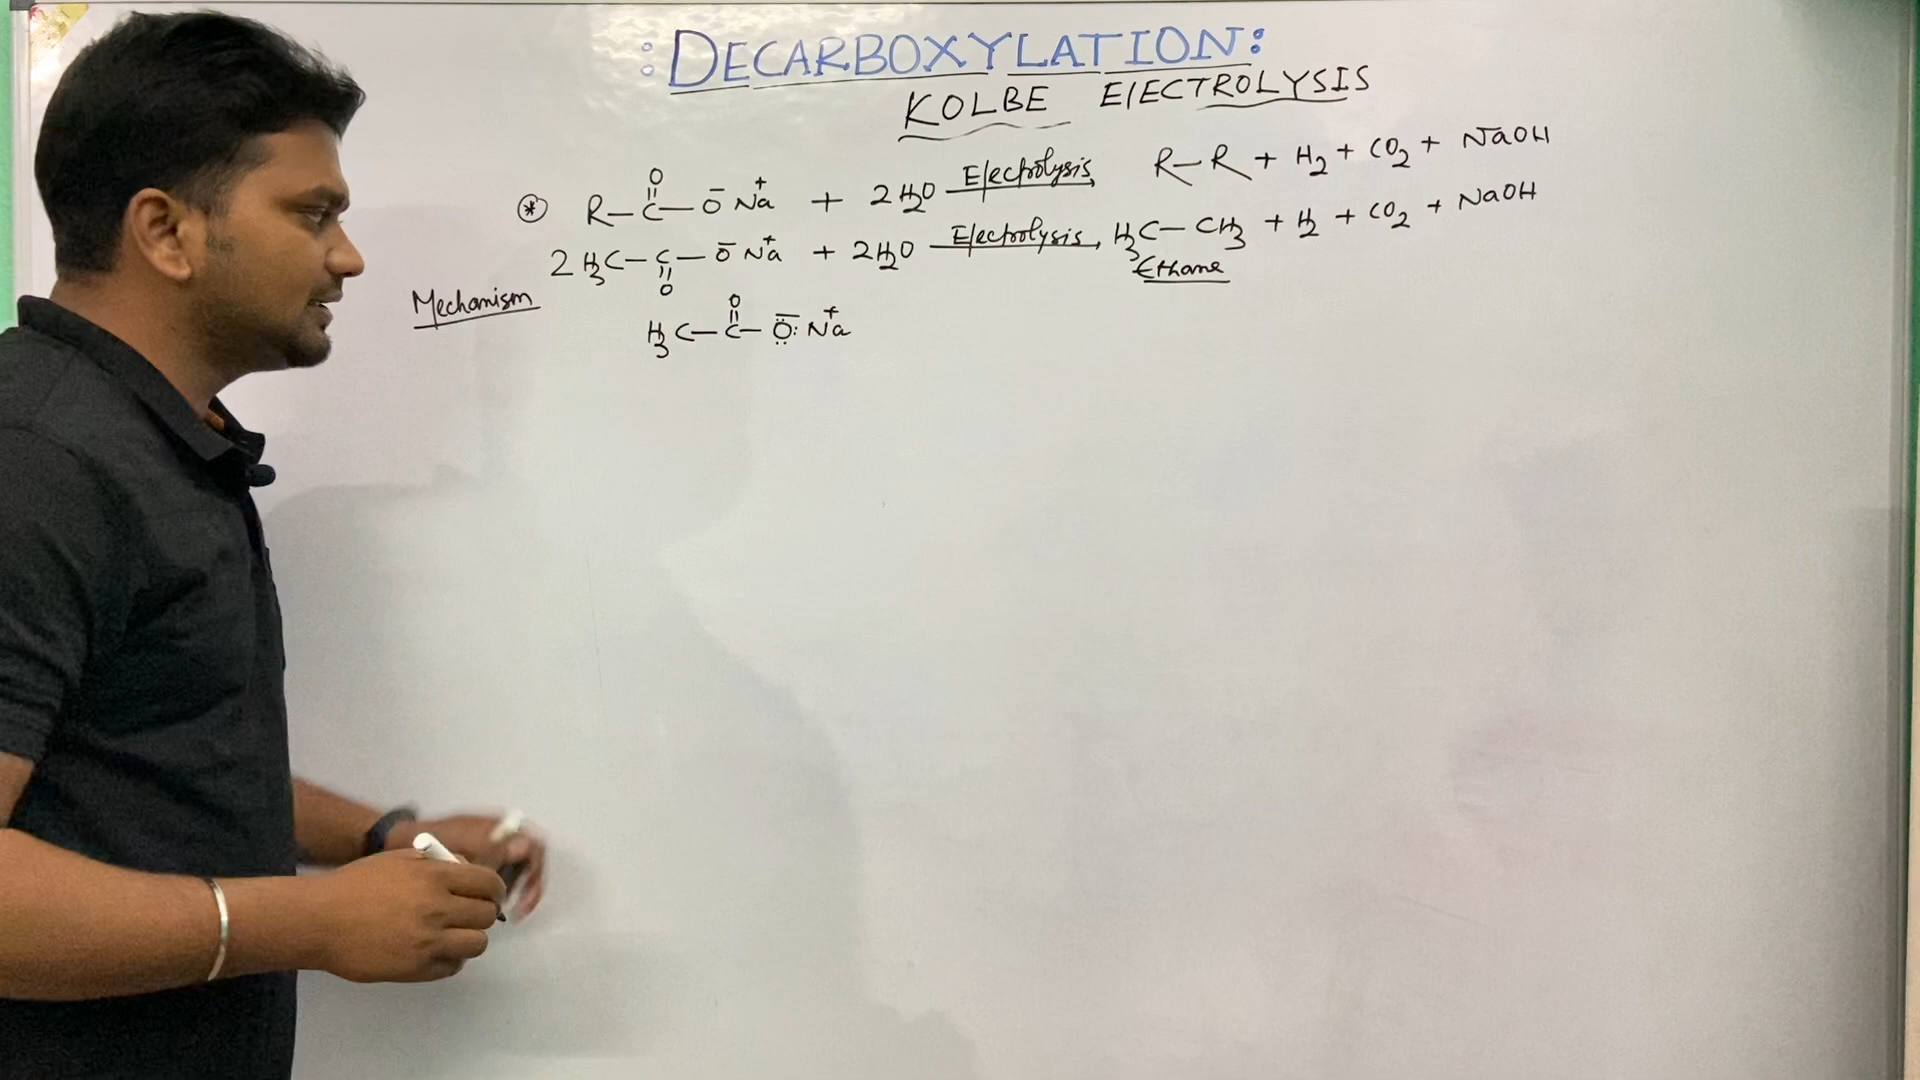 : DECARBOXYLATION :
KOLBE ElECTROLYSIS
* R-C(=O)-O⁻ Na⁺ + 2H₂O Electrolysis R-R + H₂ + CO₂ + NaOH
2 H₃C-C(=O)-O⁻ Na⁺ + 2H₂O Electrolysis H₃C-CH₃ + H₂ + CO₂ + NaOH
Ethane
Mechanism
H₃C-C(=O)-O⁻: Na⁺